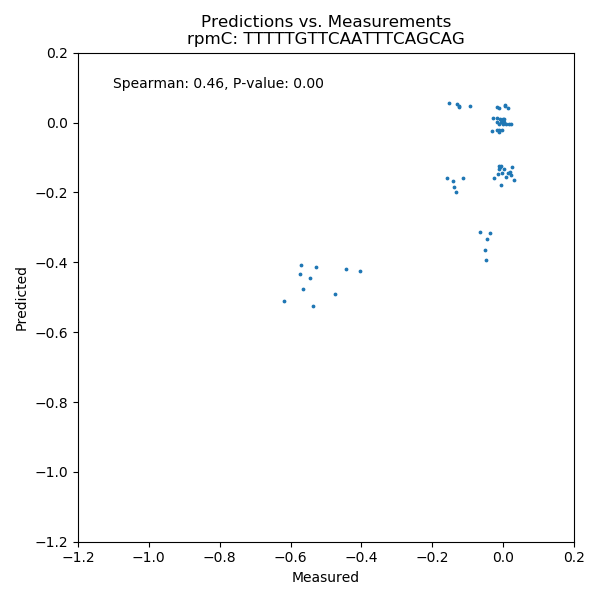 Predictions vs. Measurements
rpmC: TTTTTGTTCAATTTCAGCAG
Spearman: 0.46, P-value: 0.00
0.2
0.0
−0.2
−0.4
−0.6
−0.8
−1.0
−1.2
Predicted
−1.2 −1.0 −0.8 −0.6 −0.4 −0.2 0.0 0.2
Measured